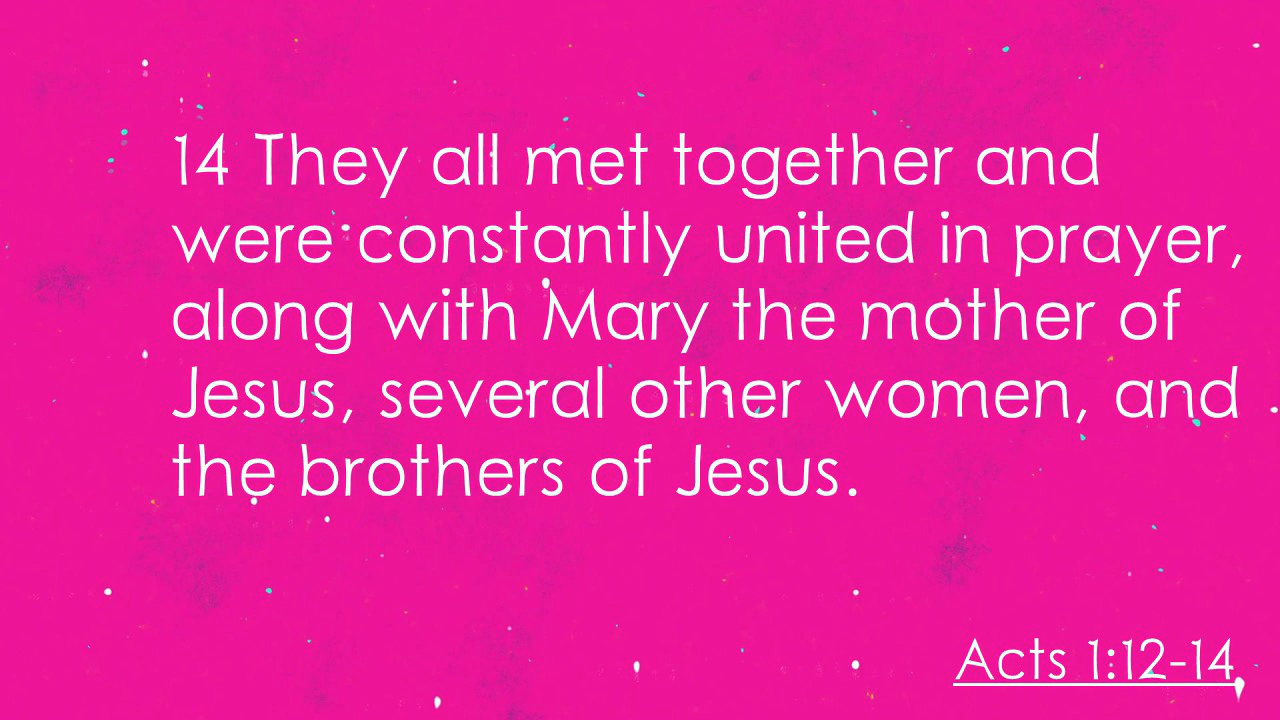 14 They all met together and
were constantly united in prayer,
along with Mary the mother of
Jesus, several other women, and
the brothers of Jesus.
Acts 1:12-14